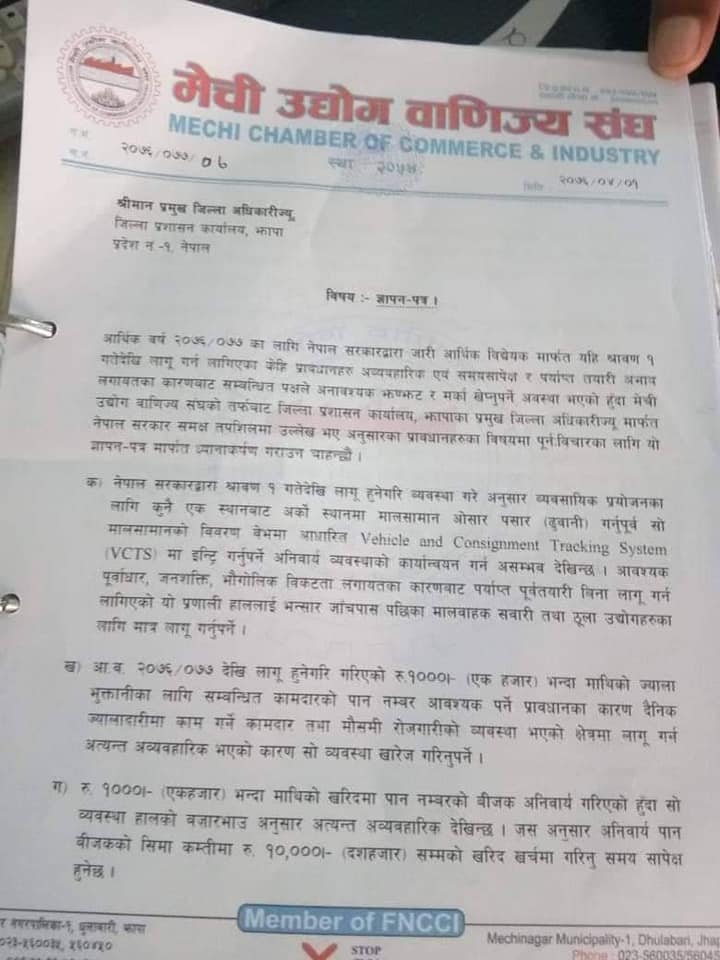 मेची उद्योग वाणिज्य संघ
MECHI CHAMBER OF COMMERCE & INDUSTRY
स्था २०५४
२०७६/०७७/०६
मिति २०७६/०४/०१
श्रीमान प्रमुख जिल्ला अधिकारीज्यू
जिल्ला प्रशासन कार्यालय, झापा
प्रदेश नं -१, नेपाल
विषय :- ज्ञापन-पत्र ।
आर्थिक वर्ष २०७६/०७७ का लागि नेपाल सरकारद्वारा जारी आर्थिक विधेयक मार्फत यहि श्रावण १
गतेदेखि लागू गर्न लागिएका केहि प्रावधानहरु अव्यवहारिक एवं समयसापेक्ष र पर्याप्त तयारी अभाव
लगायतका कारणबाट सम्बन्धित पक्षले अनावश्यक झण्झट र मर्का खेप्नुपर्ने अवस्था भएको हुँदा मेची
उद्योग वाणिज्य संघको तर्फबाट जिल्ला प्रशासन कार्यालय, झापाका प्रमुख जिल्ला अधिकारीज्यू मार्फत
नेपाल सरकार समक्ष तपशिलमा उल्लेख भए अनुसारका प्रावधानहरुका विषयमा पूर्न:विचारका लागि यो
ज्ञापन-पत्र मार्फत ध्यानाकर्षण गराउन चाहन्छौ ।
क) नेपाल सरकारद्वारा श्रावण १ गतेदेखि लागू हुनेगरि व्यवस्था गरे अनुसार व्यवसायिक प्रयोजनका
लागि कुनै एक स्थानबाट अर्को स्थानमा मालसामान ओसार पसार (ढुवानी) गर्नुपूर्व सो
मालसामानको विवरण वेभमा आधारित Vehicle and Consignment Tracking System
(VCTS) मा इन्ट्रि गर्नुपर्ने अनिवार्य व्यवस्थाको कार्यान्वयन गर्न असम्भव देखिन्छ । आवश्यक
पूर्वाधार, जनशक्ति, भौगोलिक विकटता लगायतका कारणबाट पर्याप्त पूर्वतयारी बिना लागू गर्न
लागिएको यो प्रणाली हाललाई भन्सार जाँचपास पछिका मालवाहक सवारी तथा ठूला उद्योगहरुका
लागि मात्र लागू गर्नुपर्ने ।
ख) आ.व. २०७६/०७७ देखि लागू हुनेगरि गरिएको रु.१०००।- (एक हजार) भन्दा माथिको ज्याला
भुक्तानीका लागि सम्बन्धित कामदारको पान नम्बर आवश्यक पर्ने प्रावधानका कारण दैनिक
ज्यालादारीमा काम गर्ने कामदार तथा मौसमी रोजगारीको व्यवस्था भएको क्षेत्रमा लागू गर्न
अत्यन्त अव्यवहारिक भएको कारण सो व्यवस्था खारेज गरिनुपर्ने ।
ग) रु. १०००।- (एकहजार) भन्दा माथिको खरिदमा पान नम्बरको बीजक अनिवार्य गरिएको हुँदा सो
व्यवस्था हालको बजारभाउ अनुसार अत्यन्त अव्यवहारिक देखिन्छ । जस अनुसार अनिवार्य पान
बीजकको सिमा कम्तीमा रु. १०,०००।- (दशहजार) सम्मको खरिद खर्चमा गरिनु समय सापेक्ष
हुनेछ ।
नगरपालिका-१, धुलाबारी, झापा
०२३-५६००३५, ५६०४५०
Member of FNCCI
STOP
Mechinagar Municipality-1, Dhulabari, Jhap
Phone : 023-560035/56045